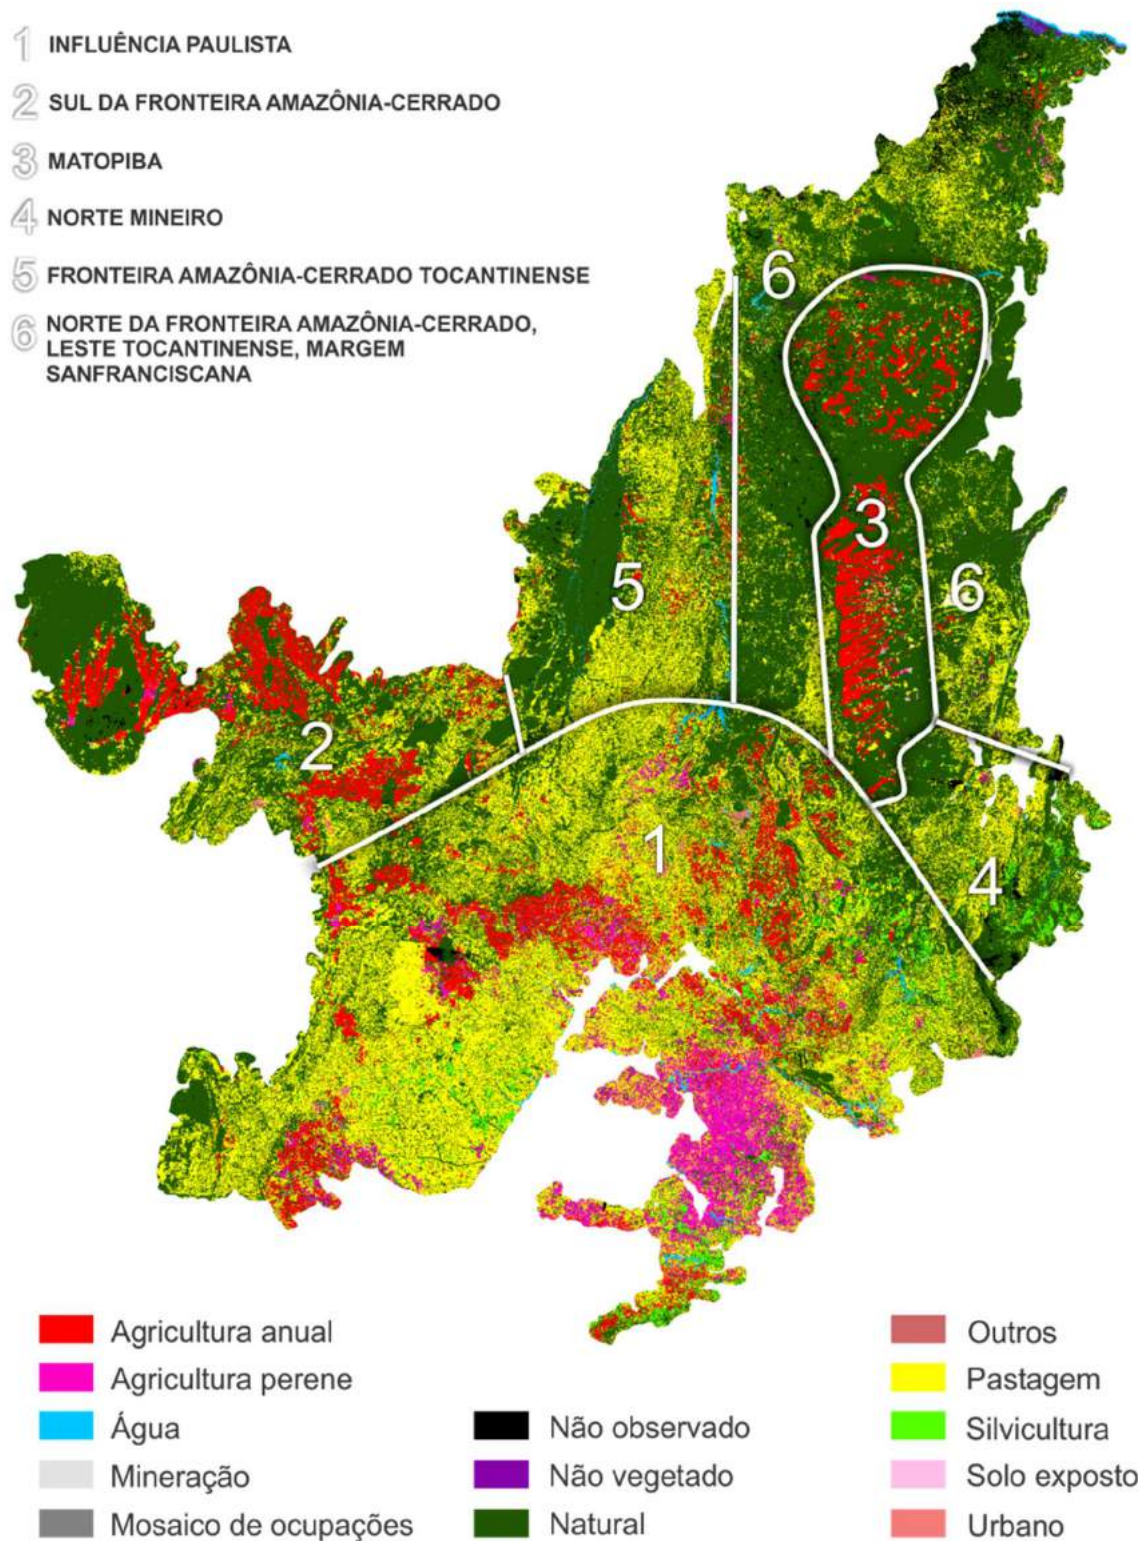 1 INFLUÊNCIA PAULISTA
2 SUL DA FRONTEIRA AMAZÔNIA-CERRADO
3 MATOPIBA
4 NORTE MINEIRO
5 FRONTEIRA AMAZÔNIA-CERRADO TOCANTINENSE
6 NORTE DA FRONTEIRA AMAZÔNIA-CERRADO,
LESTE TOCANTINENSE, MARGEM
SANFRANCISCANA
6
3
5
6
2
1
4
Agricultura anual
Agricultura perene
Água
Mineração
Mosaico de ocupações
Não observado
Não vegetado
Natural
Outros
Pastagem
Silvicultura
Solo exposto
Urbano